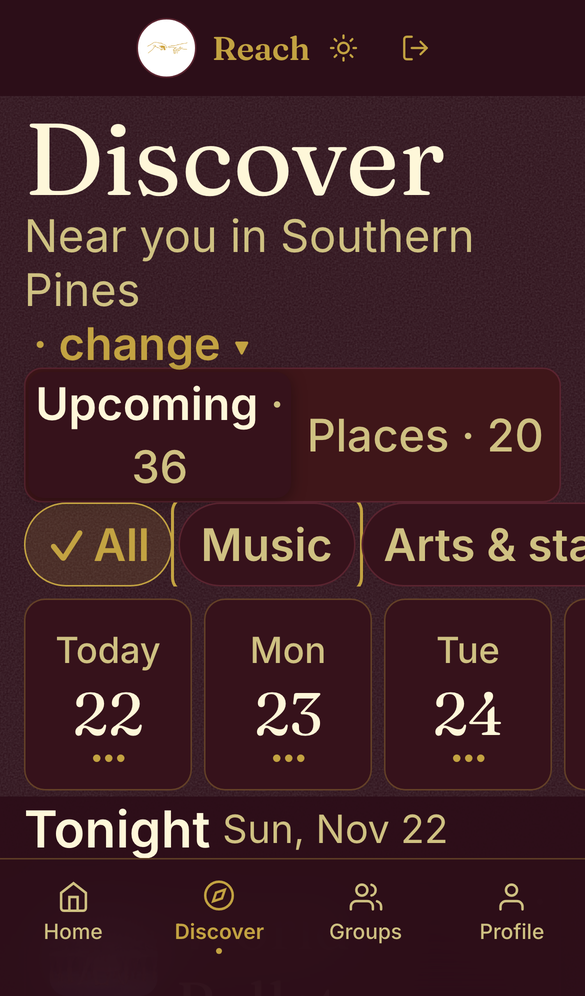 Reach
Discover
Near you in Southern
Pines
· change ▾
Upcoming ·
36
Places · 20
✓ All
Music
Arts &
Today
22
Mon
23
Tue
24
Tonight Sun, Nov 22
Home
Discover
Groups
Profile